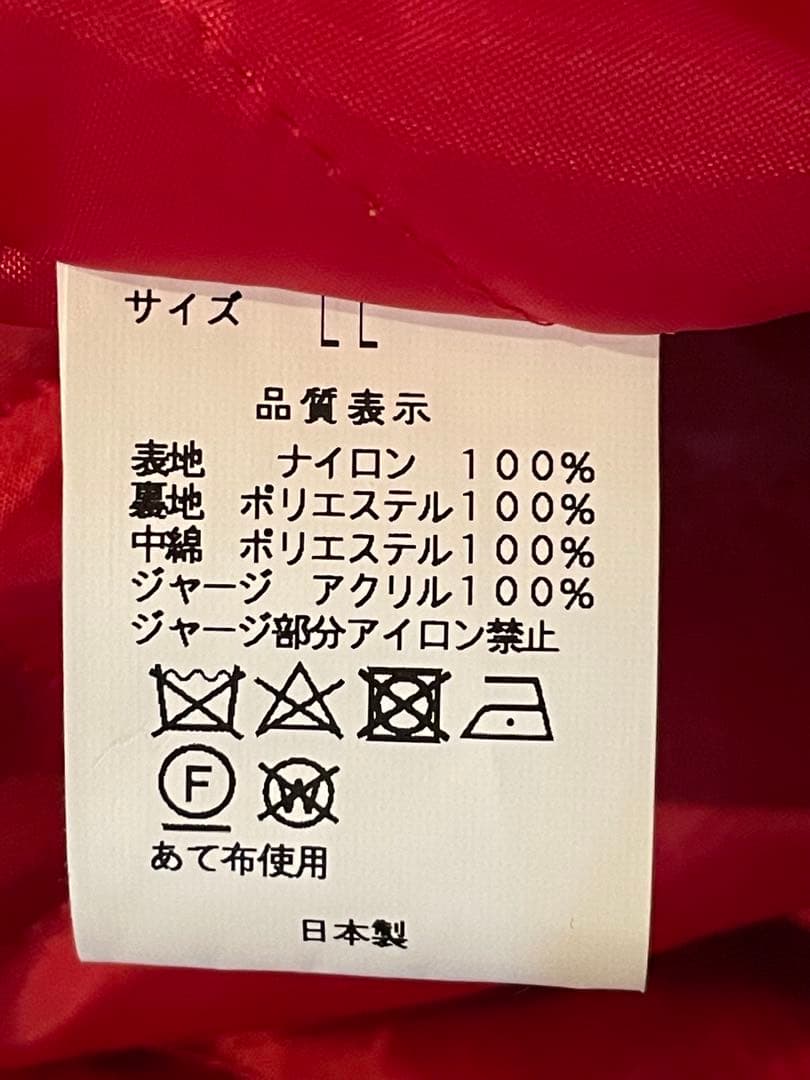 サイズ LL
品質表示
表地 ナイロン 100%
裏地 ポリエステル100%
中綿 ポリエステル100%
ジャージ アクリル100%
ジャージ部分アイロン禁止
F W
あて布使用
日本製